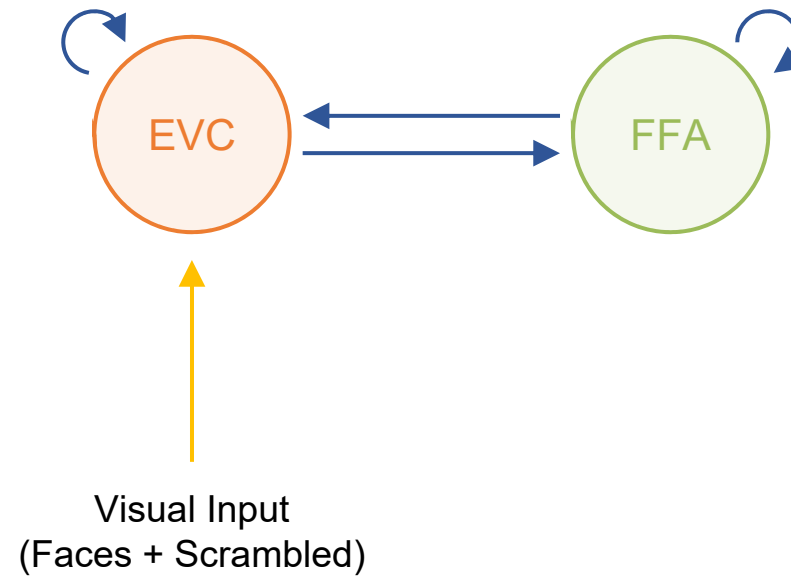 EVC
FFA
Visual Input
(Faces + Scrambled)